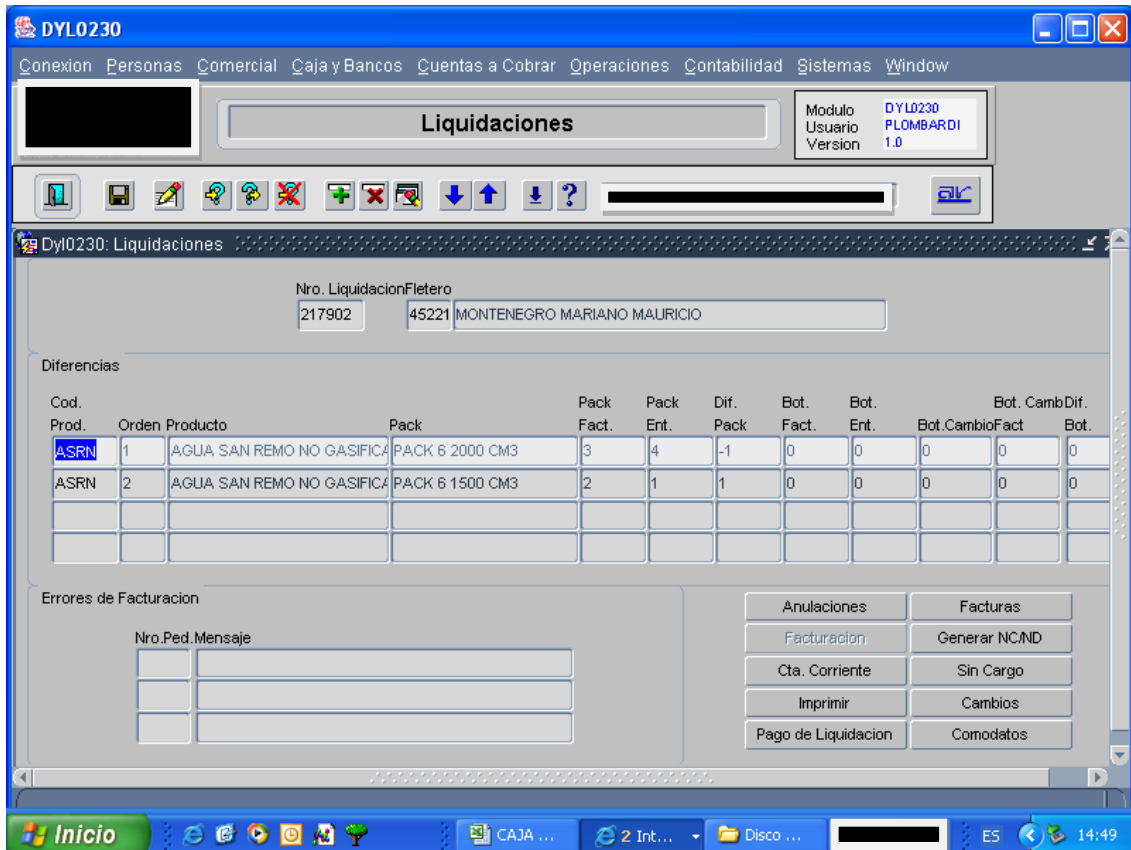 DYL0230
Conexion Personas Comercial Caja y Bancos Cuentas a Cobrar Operaciones Contabilidad Sistemas Window
Liquidaciones
Modulo DYL0230
Usuario PLOMBARDI
Version 1.0
ar
Dyl0230: Liquidaciones
Nro. Liquidacion Fletero
217902 45221 MONTENEGRO MARIANO MAURICIO
Diferencias
Cod. Pack Pack Dif. Bot. Bot. Bot. Camb Dif.
Prod. Orden Producto Pack Fact. Ent. Pack Fact. Ent. Bot.Cambio Fact Bot.
ASRN 1 AGUA SAN REMO NO GASIFICA PACK 6 2000 CM3 3 4 -1 0 0 0 0 0
ASRN 2 AGUA SAN REMO NO GASIFICA PACK 6 1500 CM3 2 1 1 0 0 0 0 0
Errores de Facturacion
Nro.Ped. Mensaje
Anulaciones Facturas
Facturacion Generar NC/ND
Cta. Corriente Sin Cargo
Imprimir Cambios
Pago de Liquidacion Comodatos
Inicio CAJA ... 2 Int... Disco ... ES 14:49